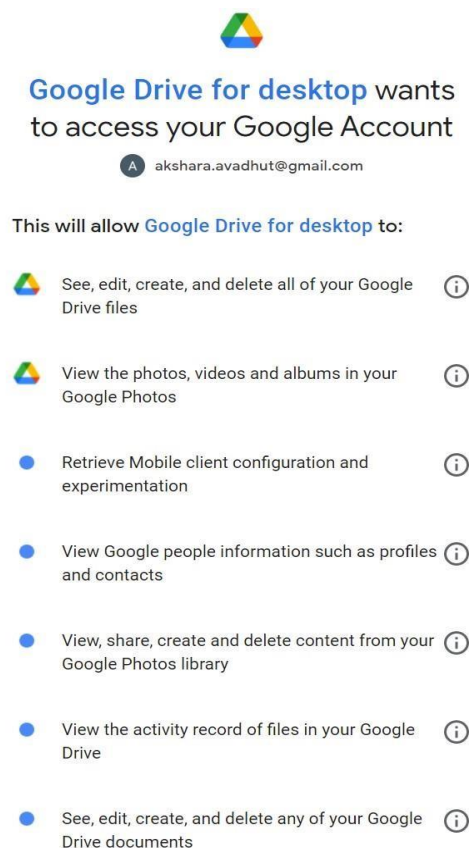 Google Drive for desktop wants
to access your Google Account
A akshara.avadhut@gmail.com
This will allow Google Drive for desktop to:
See, edit, create, and delete all of your Google
Drive files
View the photos, videos and albums in your
Google Photos
Retrieve Mobile client configuration and
experimentation
View Google people information such as profiles
and contacts
View, share, create and delete content from your
Google Photos library
View the activity record of files in your Google
Drive
See, edit, create, and delete any of your Google
Drive documents